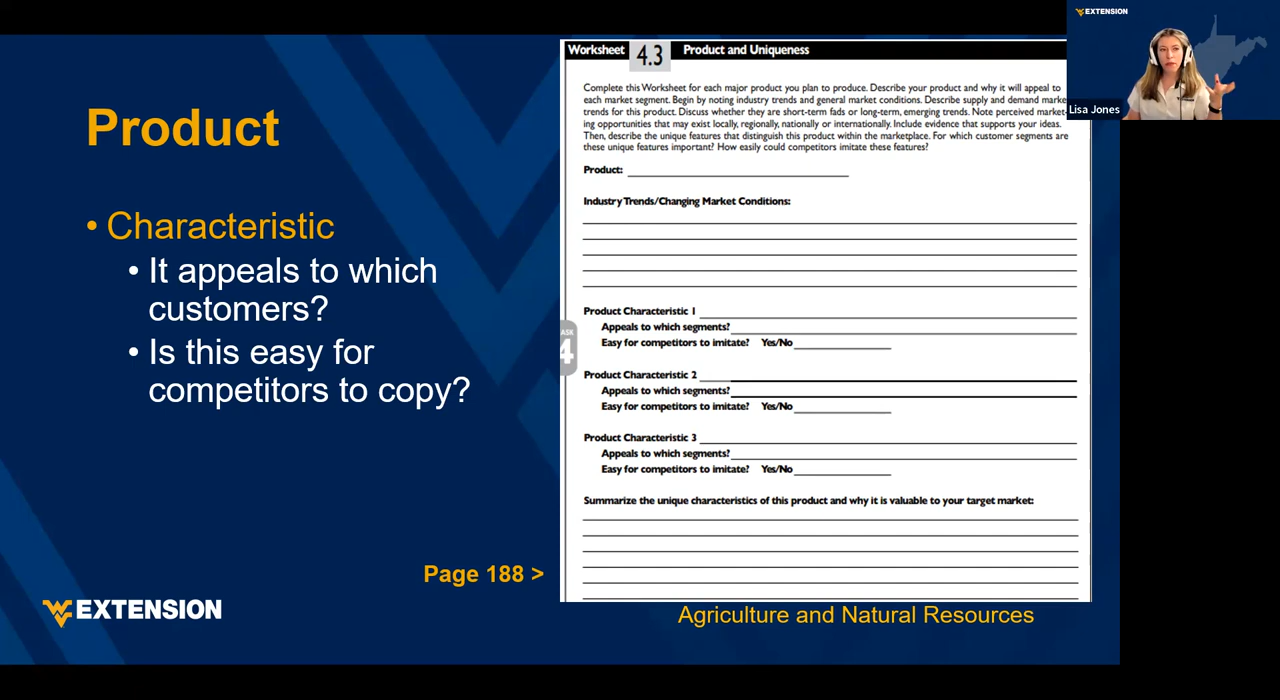 Product
• Characteristic
• It appeals to which
customers?
• Is this easy for
competitors to copy?
Page 188 >
EXTENSION
Worksheet 4.3 Product and Uniqueness
Complete this Worksheet for each major product you plan to produce. Describe your product and why it will appeal to
each market segment. Begin by noting industry trends and general market conditions. Describe supply and demand marke
trends for this product. Discuss whether they are short-term fads or long-term, emerging trends. Note perceived market-
ing opportunities that may exist locally, regionally, nationally or internationally. Include evidence that supports your ideas.
Then, describe the unique features that distinguish this product within the marketplace. For which customer segments are
these unique features important? How easily could competitors imitate these features?
Product:
Industry Trends/Changing Market Conditions:
Product Characteristic 1
Appeals to which segments?
Easy for competitors to imitate? Yes/No
Product Characteristic 2
Appeals to which segments?
Easy for competitors to imitate? Yes/No
Product Characteristic 3
Appeals to which segments?
Easy for competitors to imitate? Yes/No
Summarize the unique characteristics of this product and why it is valuable to your target market:
ASK
4
Agriculture and Natural Resources
EXTENSION
Lisa Jones